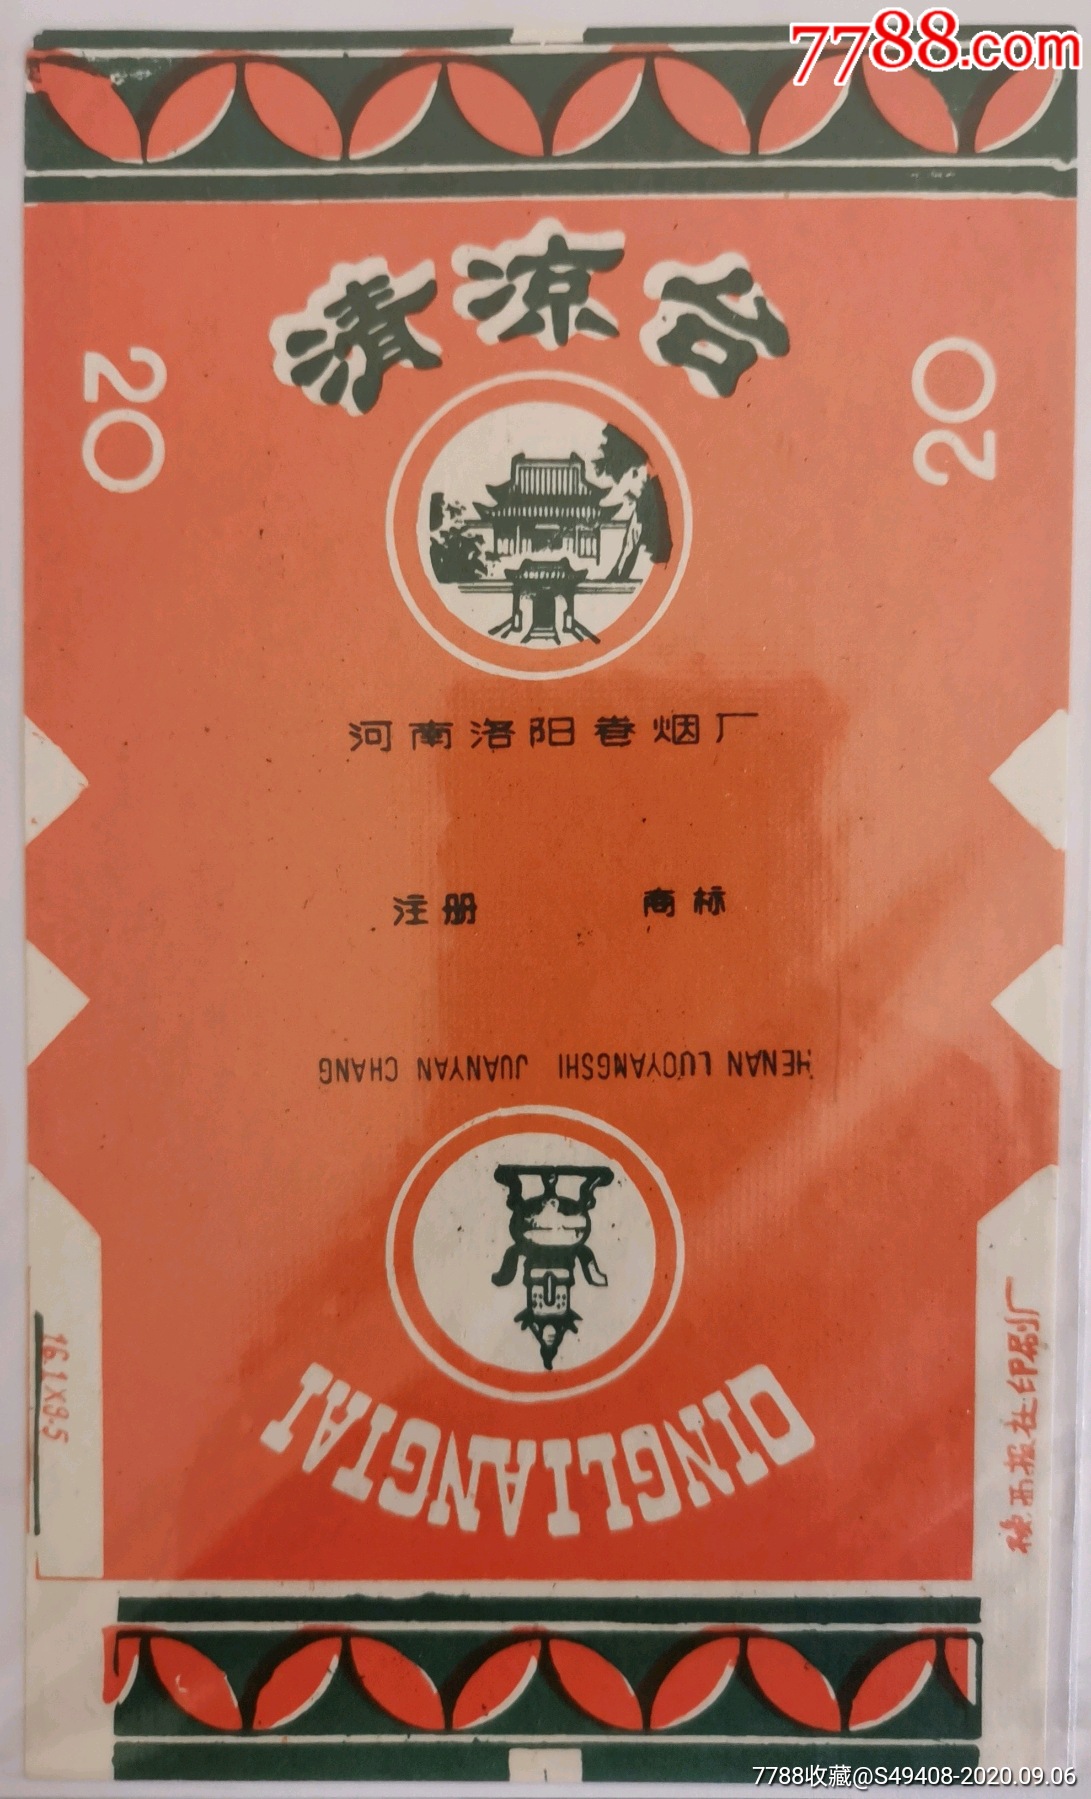 7788.com
清凉台
20
20
河南洛阳卷烟厂
注册 商标
HENAN LUOYANGSHI JUANYAN CHANG
QINGLIANGTAI
16.1X9.5
陕西报社印刷厂
7788收藏@S49408-2020.09.06